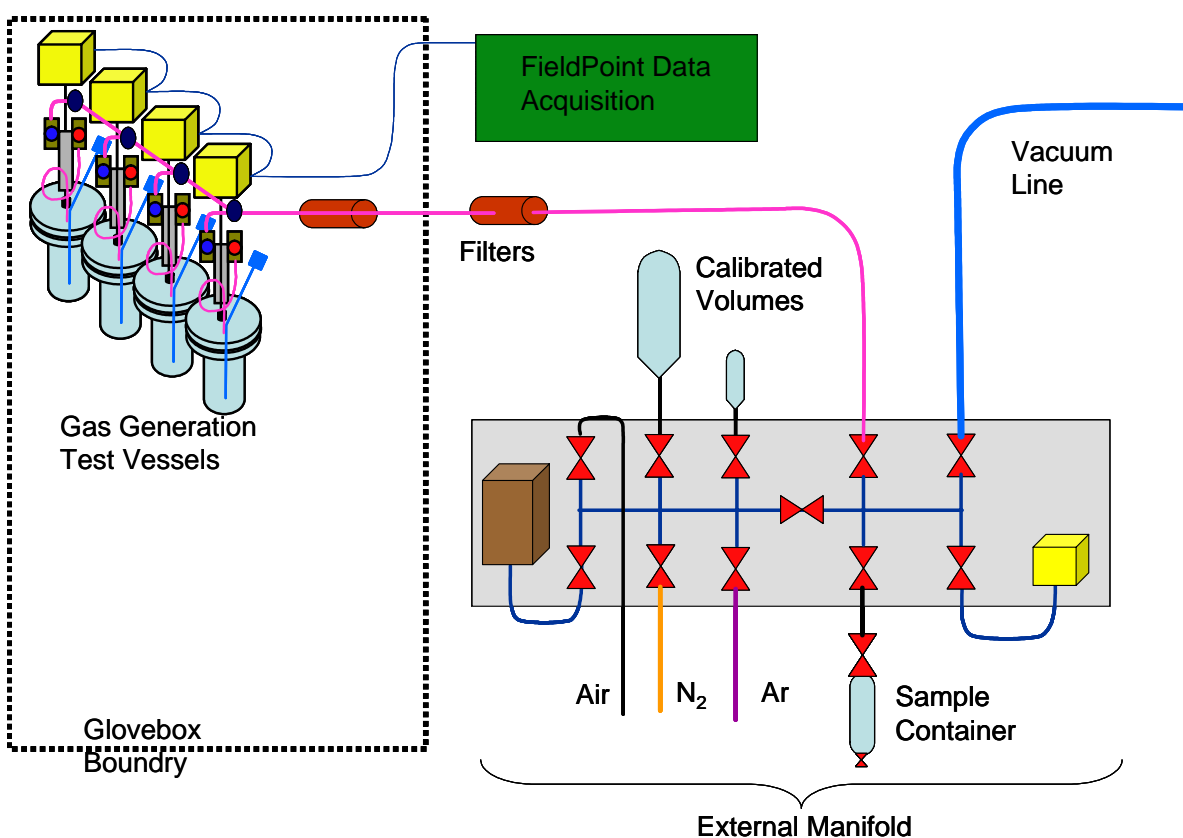 FieldPoint Data
Acquisition
Vacuum
Line
Filters
Calibrated
Volumes
Gas Generation
Test Vessels
Air
N₂
Ar
Sample
Container
Glovebox
Boundry
External Manifold